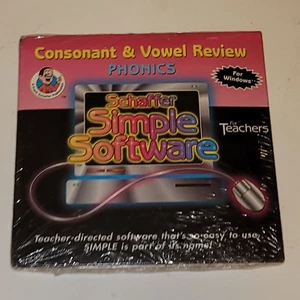 Consonant & Vowel Review
PHONICS
For Windows
Schaffer
Simple
Software
For
Teachers
Teacher-directed software that's so easy to use,
SIMPLE is part of its name!